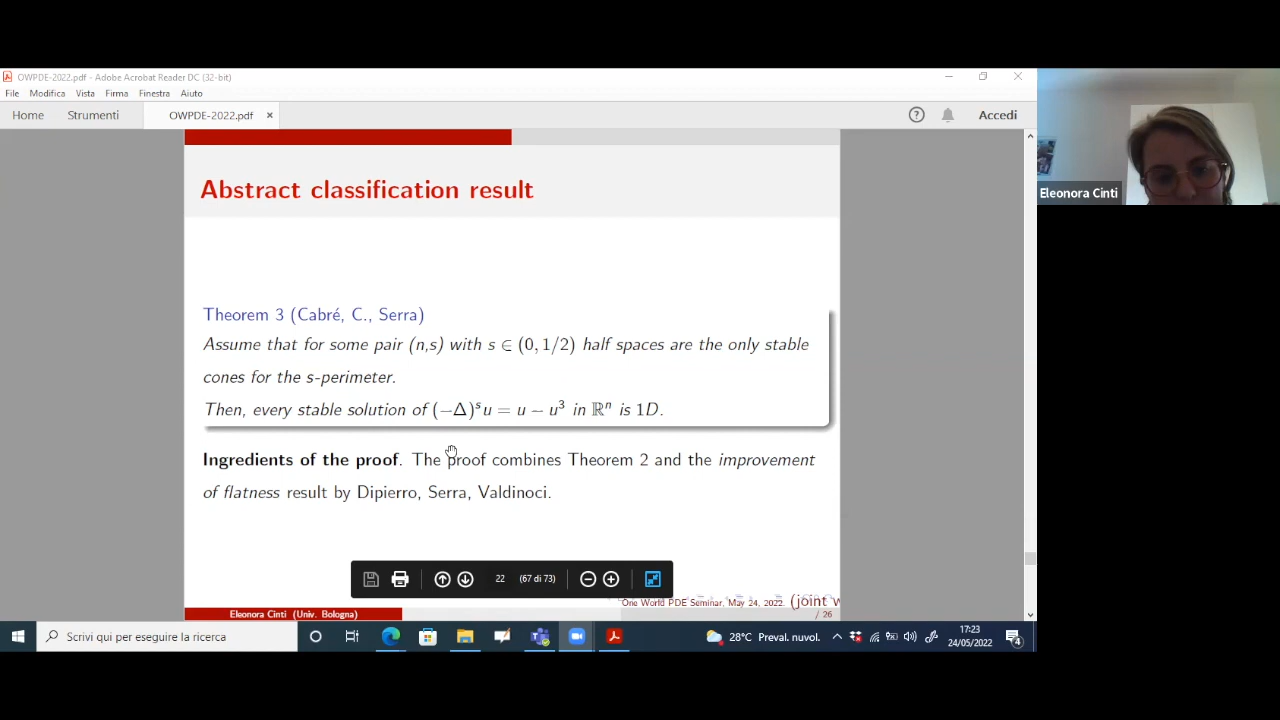 OWPDE-2022.pdf - Adobe Acrobat Reader DC (32-bit)
File Modifica Vista Firma Finestra Aiuto
Home Strumenti OWPDE-2022.pdf × Accedi
Abstract classification result
Eleonora Cinti
Theorem 3 (Cabré, C., Serra)
Assume that for some pair (n,s) with s ∈ (0, 1/2) half spaces are the only stable
cones for the s-perimeter.
Then, every stable solution of (−Δ)^s u = u − u^3 in ℝ^n is 1D.
Ingredients of the proof. The proof combines Theorem 2 and the improvement
of flatness result by Dipierro, Serra, Valdinoci.
22 (67 di 73)
One World PDE Seminar, May 24, 2022. (joint w
Eleonora Cinti (Univ. Bologna)
/ 26
Scrivi qui per eseguire la ricerca
28°C Preval. nuvol.
17:23
24/05/2022
4